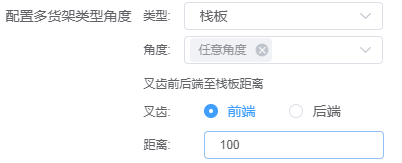 配置多货架类型角度 类型: 栈板
角度: 任意角度
叉齿前后端至栈板距离
叉齿: 前端 后端
距离: 100